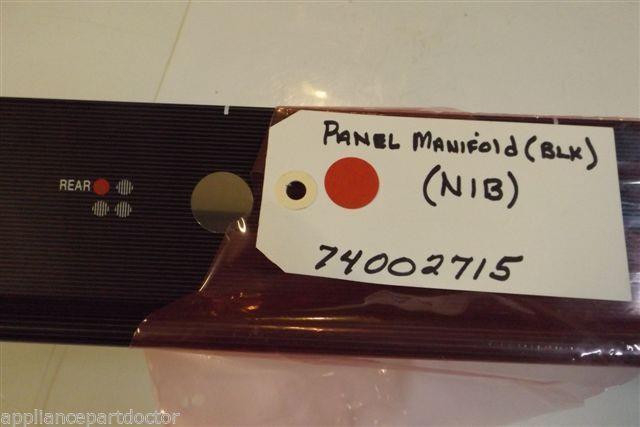 PANEL MANIFOLD (BLK)
(NIB)
74002715
REAR
© appliancepartdoctor